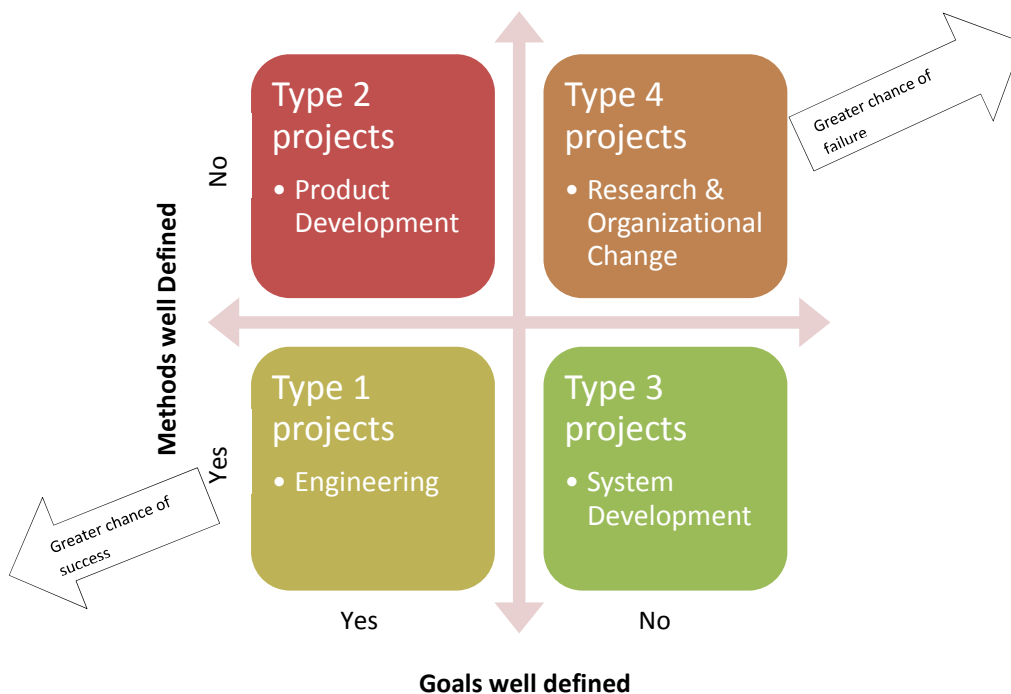 Type 2
projects
• Product
Development
Type 4
projects
• Research &
Organizational
Change
Greater chance of
failure
No
Methods well Defined
Yes
Type 1
projects
• Engineering
Type 3
projects
• System
Development
Greater chance of
success
Yes
No
Goals well defined